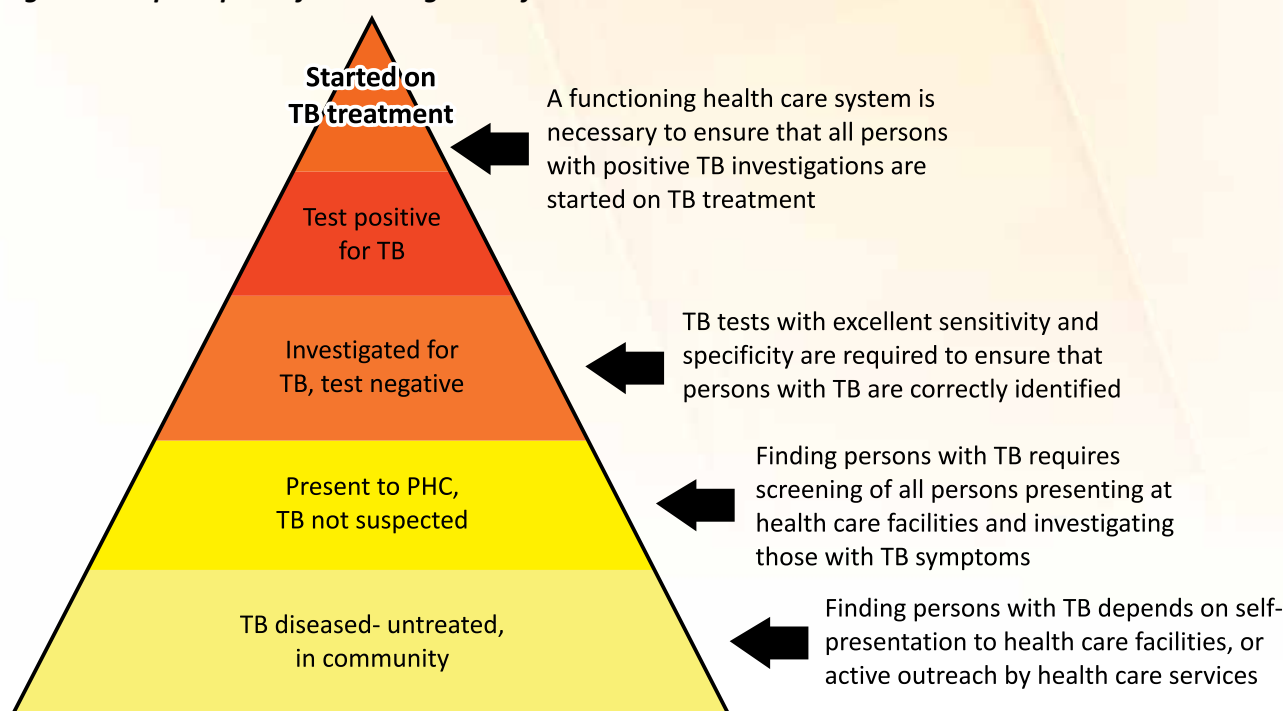 Started on
TB treatment
A functioning health care system is
necessary to ensure that all persons
with positive TB investigations are
started on TB treatment
Test positive
for TB
Investigated for
TB, test negative
TB tests with excellent sensitivity and
specificity are required to ensure that
persons with TB are correctly identified
Present to PHC,
TB not suspected
Finding persons with TB requires
screening of all persons presenting at
health care facilities and investigating
those with TB symptoms
TB diseased- untreated,
in community
Finding persons with TB depends on self-
presentation to health care facilities, or
active outreach by health care services